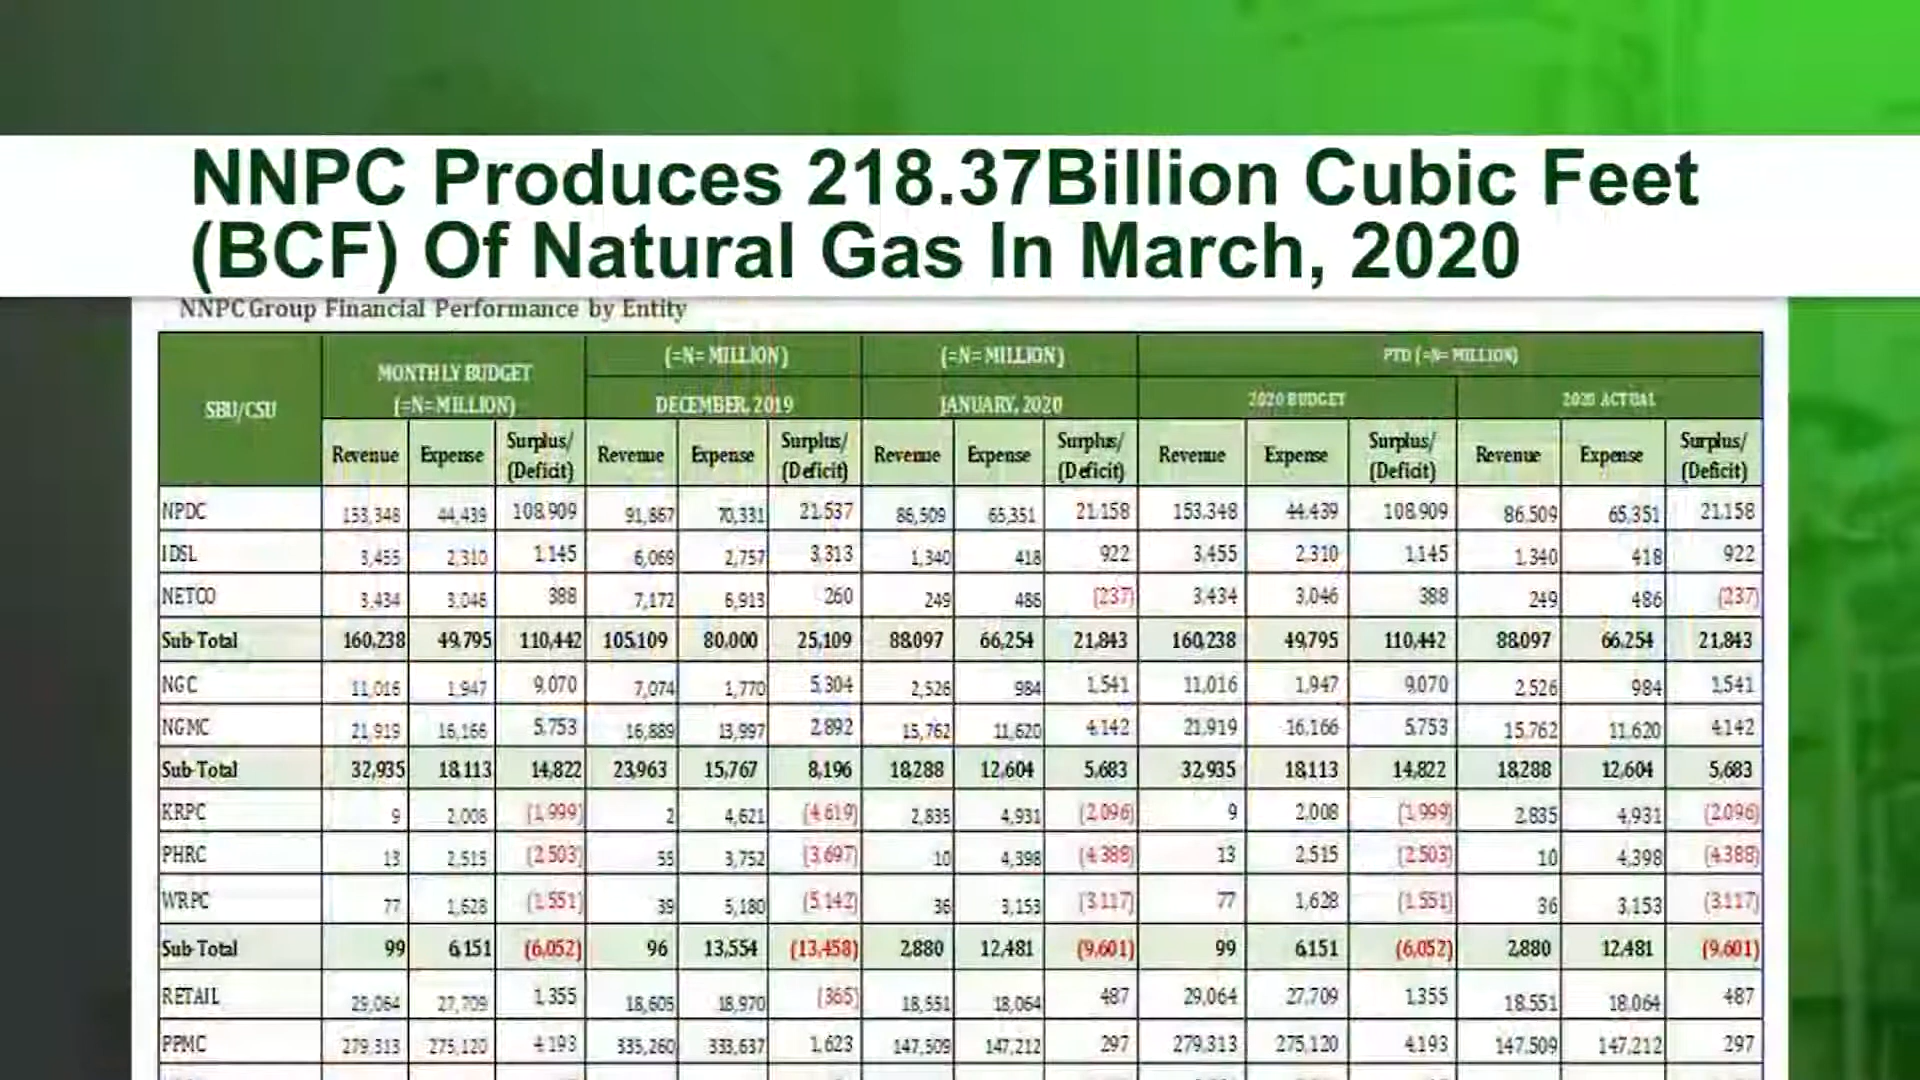 NNPC Produces 218.37Billion Cubic Feet
(BCF) Of Natural Gas In March, 2020
NNPC Group Financial Performance by Entity
SBU/CSU MONTHLY BUDGET (=N=MILLION) (=N= MILLION) DECEMBER, 2019 (=N= MILLION) JANUARY, 2020 PTD (=N= MILLION) 2020 BUDGET 2020 ACTUAL
Revenue Expense Surplus/(Deficit) Revenue Expense Surplus/(Deficit) Revenue Expense Surplus/(Deficit) Revenue Expense Surplus/(Deficit) Revenue Expense Surplus/(Deficit)
NPDC 153,348 44,439 108,909 91,867 70,331 21,537 86,509 65,351 21,158 153,348 44,439 108,909 86,509 65,351 21,158
IDSL 3,455 2,310 1,145 6,069 2,757 3,313 1,340 418 922 3,455 2,310 1,145 1,340 418 922
NETCO 3,434 3,046 388 7,172 6,913 260 249 486 (237) 3,434 3,046 388 249 486 (237)
Sub-Total 160,238 49,795 110,442 105,109 80,000 25,109 88,097 66,254 21,843 160,238 49,795 110,442 88,097 66,254 21,843
NGC 11,016 1,947 9,070 7,074 1,770 5,304 2,526 984 1,541 11,016 1,947 9,070 2,526 984 1,541
NGMC 21,919 16,166 5,753 16,889 13,997 2,892 15,762 11,620 4,142 21,919 16,166 5,753 15,762 11,620 4,142
Sub-Total 32,935 18,113 14,822 23,963 15,767 8,196 18,288 12,604 5,683 32,935 18,113 14,822 18,288 12,604 5,683
KRPC 9 2,008 (1,999) 2 4,621 (4,619) 2,835 4,931 (2,096) 9 2,008 (1,999) 2,835 4,931 (2,096)
PHRC 13 2,515 (2,503) 55 3,752 (3,697) 10 4,398 (4,388) 13 2,515 (2,503) 10 4,398 (4,388)
WRPC 77 1,628 (1,551) 39 5,180 (5,142) 36 3,153 (3,117) 77 1,628 (1,551) 36 3,153 (3,117)
Sub-Total 99 6,151 (6,052) 96 13,554 (13,458) 2,880 12,481 (9,601) 99 6,151 (6,052) 2,880 12,481 (9,601)
RETAIL 29,064 27,709 1,355 18,605 18,970 (365) 18,551 18,064 487 29,064 27,709 1,355 18,551 18,064 487
PPMC 279,313 275,120 4,193 335,260 333,637 1,623 147,509 147,212 297 279,313 275,120 4,193 147,509 147,212 297